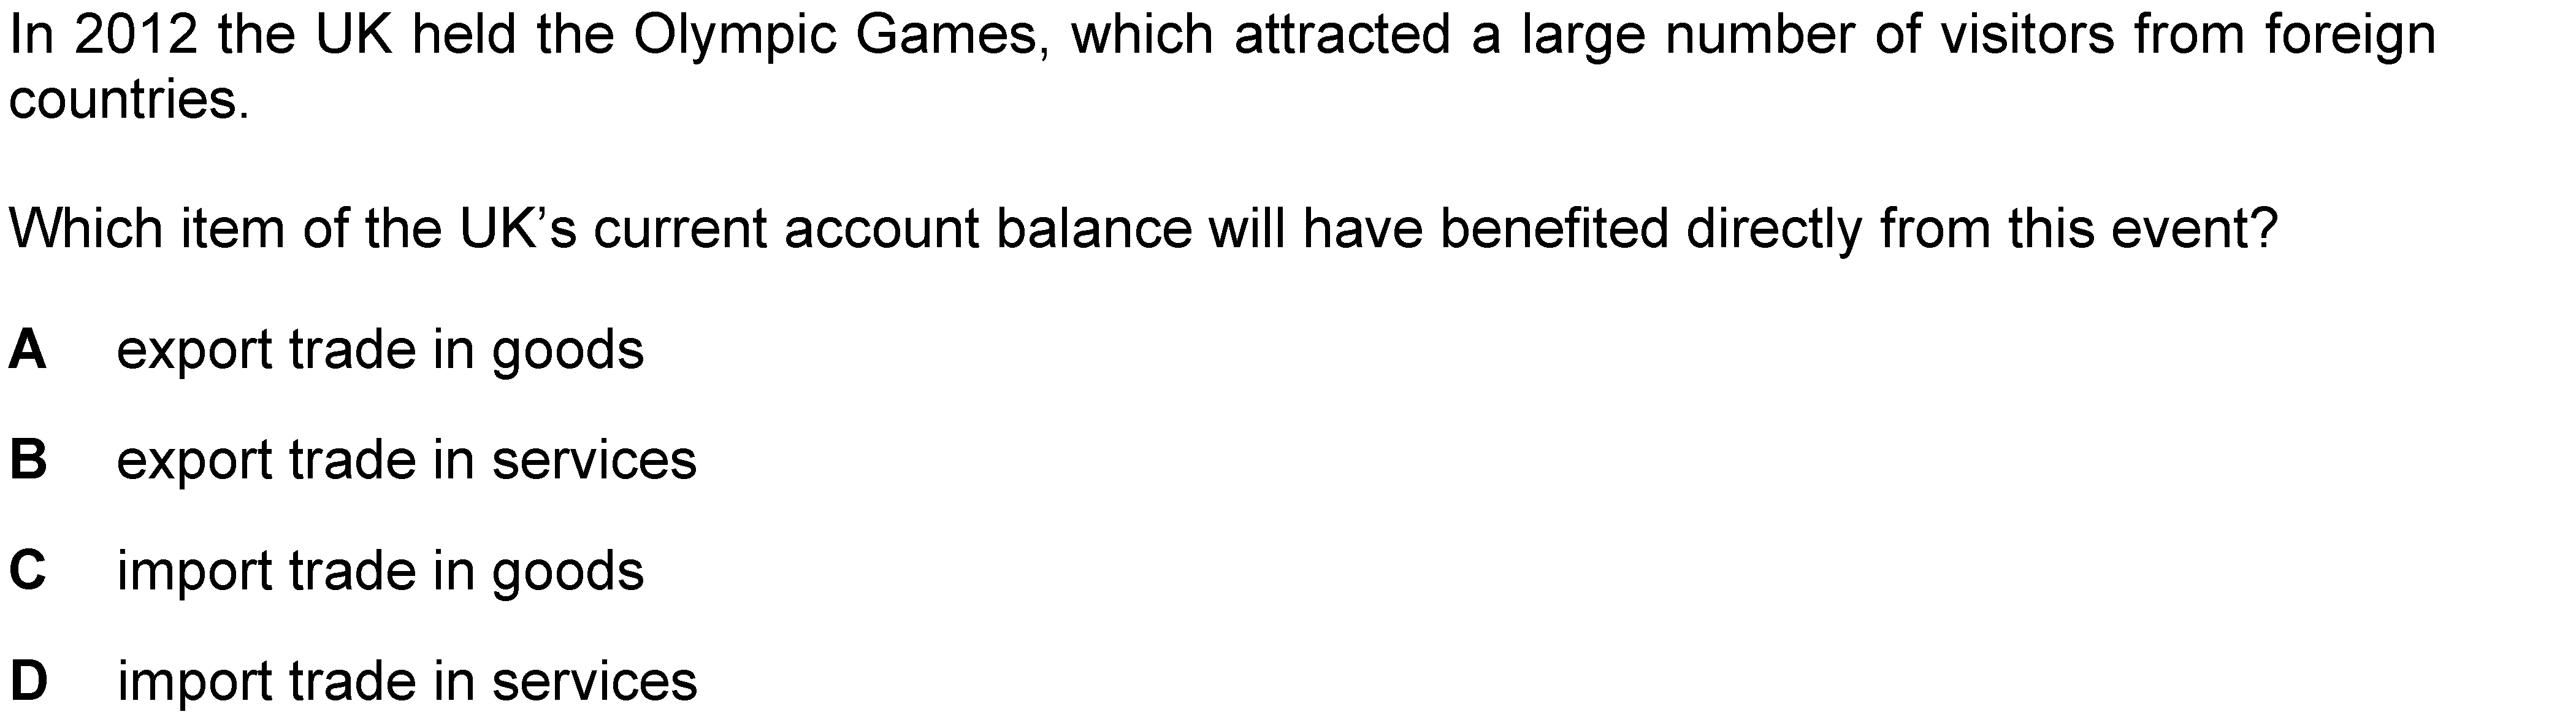 In 2012 the UK held the Olympic Games, which attracted a large number of visitors from foreign
countries.
Which item of the UK’s current account balance will have benefited directly from this event?
A export trade in goods
B export trade in services
C import trade in goods
D import trade in services